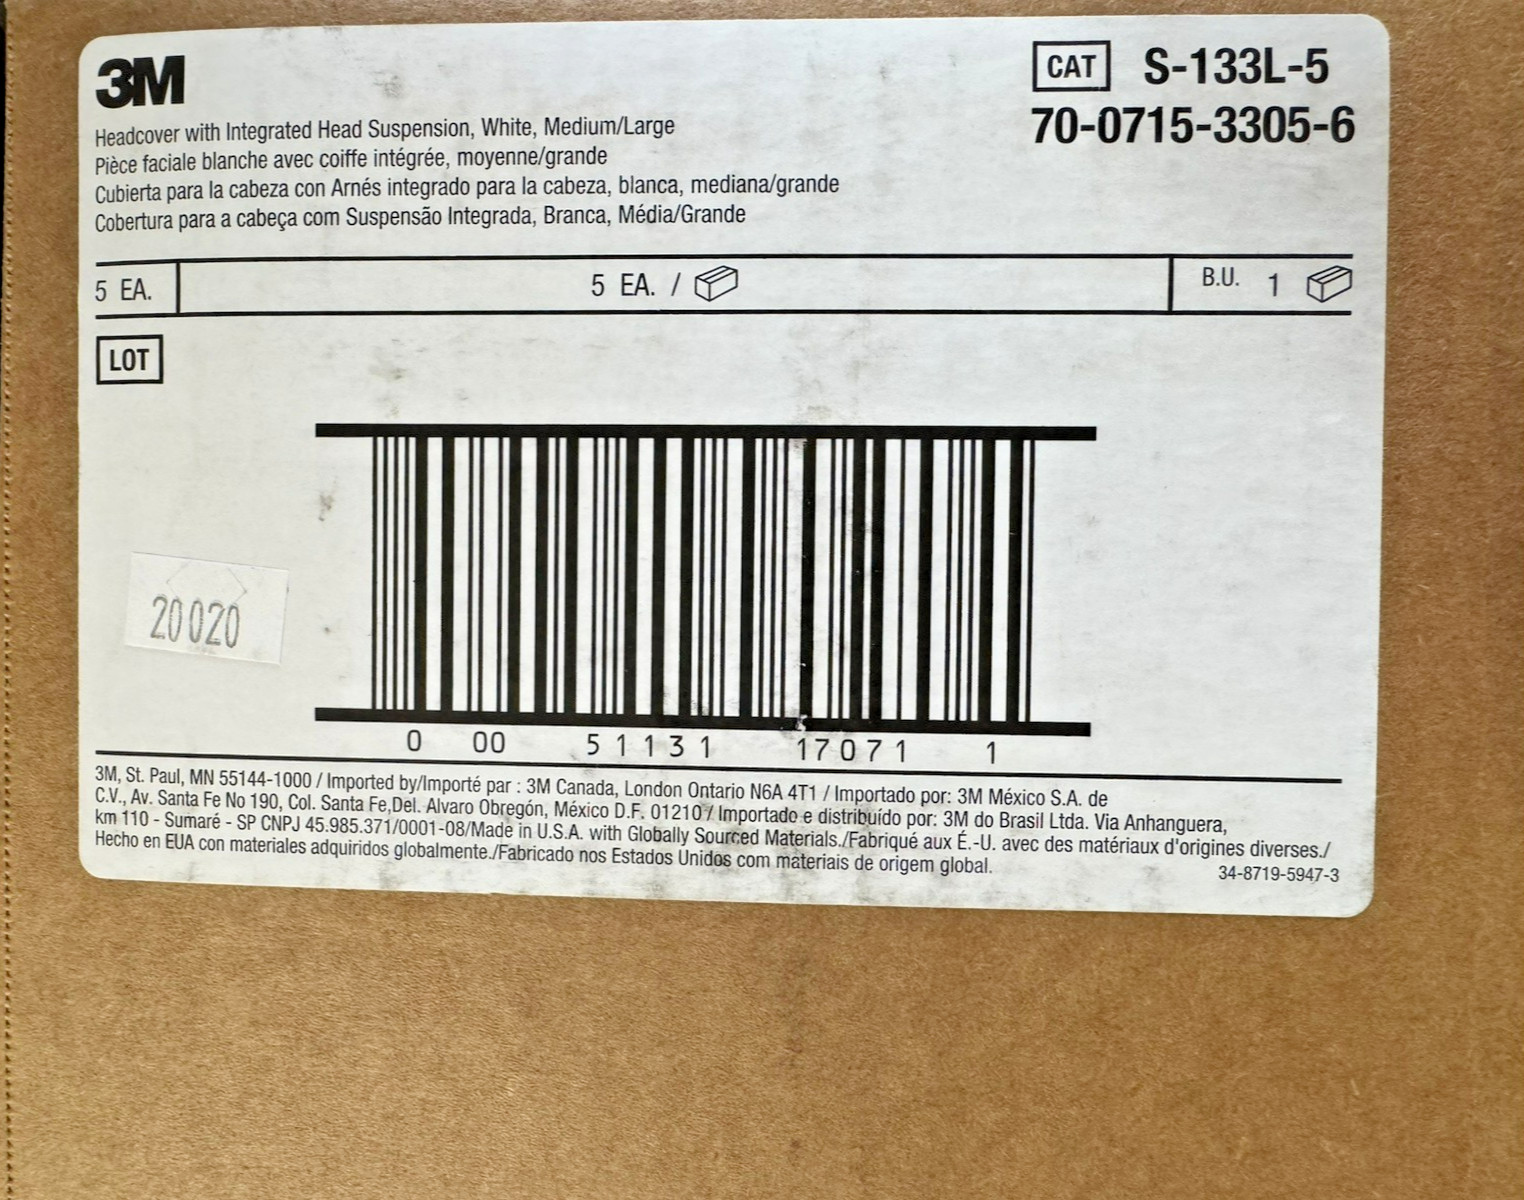 3M
CAT S-133L-5
70-0715-3305-6
Headcover with Integrated Head Suspension, White, Medium/Large
Pièce faciale blanche avec coiffe intégrée, moyenne/grande
Cubierta para la cabeza con Arnés integrado para la cabeza, blanca, mediana/grande
Cobertura para a cabeça com Suspensão Integrada, Branca, Média/Grande
5 EA. 5 EA. / B.U. 1
LOT
20020
0 00 51131 17071 1
3M, St. Paul, MN 55144-1000 / Imported by/Importé par : 3M Canada, London Ontario N6A 4T1 / Importado por: 3M México S.A. de
C.V., Av. Santa Fe No 190, Col. Santa Fe,Del. Alvaro Obregón, México D.F. 01210 / Importado e distribuído por: 3M do Brasil Ltda. Via Anhanguera,
km 110 - Sumaré - SP CNPJ 45.985.371/0001-08/Made in U.S.A. with Globally Sourced Materials./Fabriqué aux É.-U. avec des matériaux d'origines diverses./
Hecho en EUA con materiales adquiridos globalmente./Fabricado nos Estados Unidos com materiais de origem global.
34-8719-5947-3